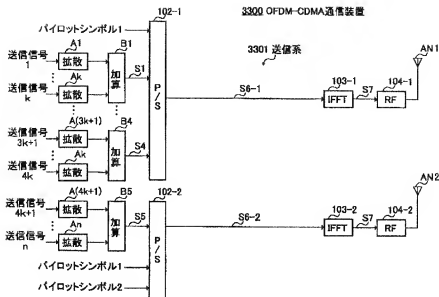 3300 OFDM-CDMA通信装置
3301 送信系
パイロットシンボル1
102-1
送信信号
1
A1
拡散
B1
加算
S1
送信信号
k
Ak
拡散
P/S
S6-1
103-1
IFFT
S7
104-1
RF
AN1
送信信号
3k+1
A(3k+1)
拡散
B4
加算
S4
送信信号
4k
Ak
拡散
102-2
送信信号
4k+1
A(4k+1)
拡散
B5
加算
S5
送信信号
n
An
拡散
P/S
S6-2
103-2
IFFT
S7
104-2
RF
AN2
パイロットシンボル1
パイロットシンボル2